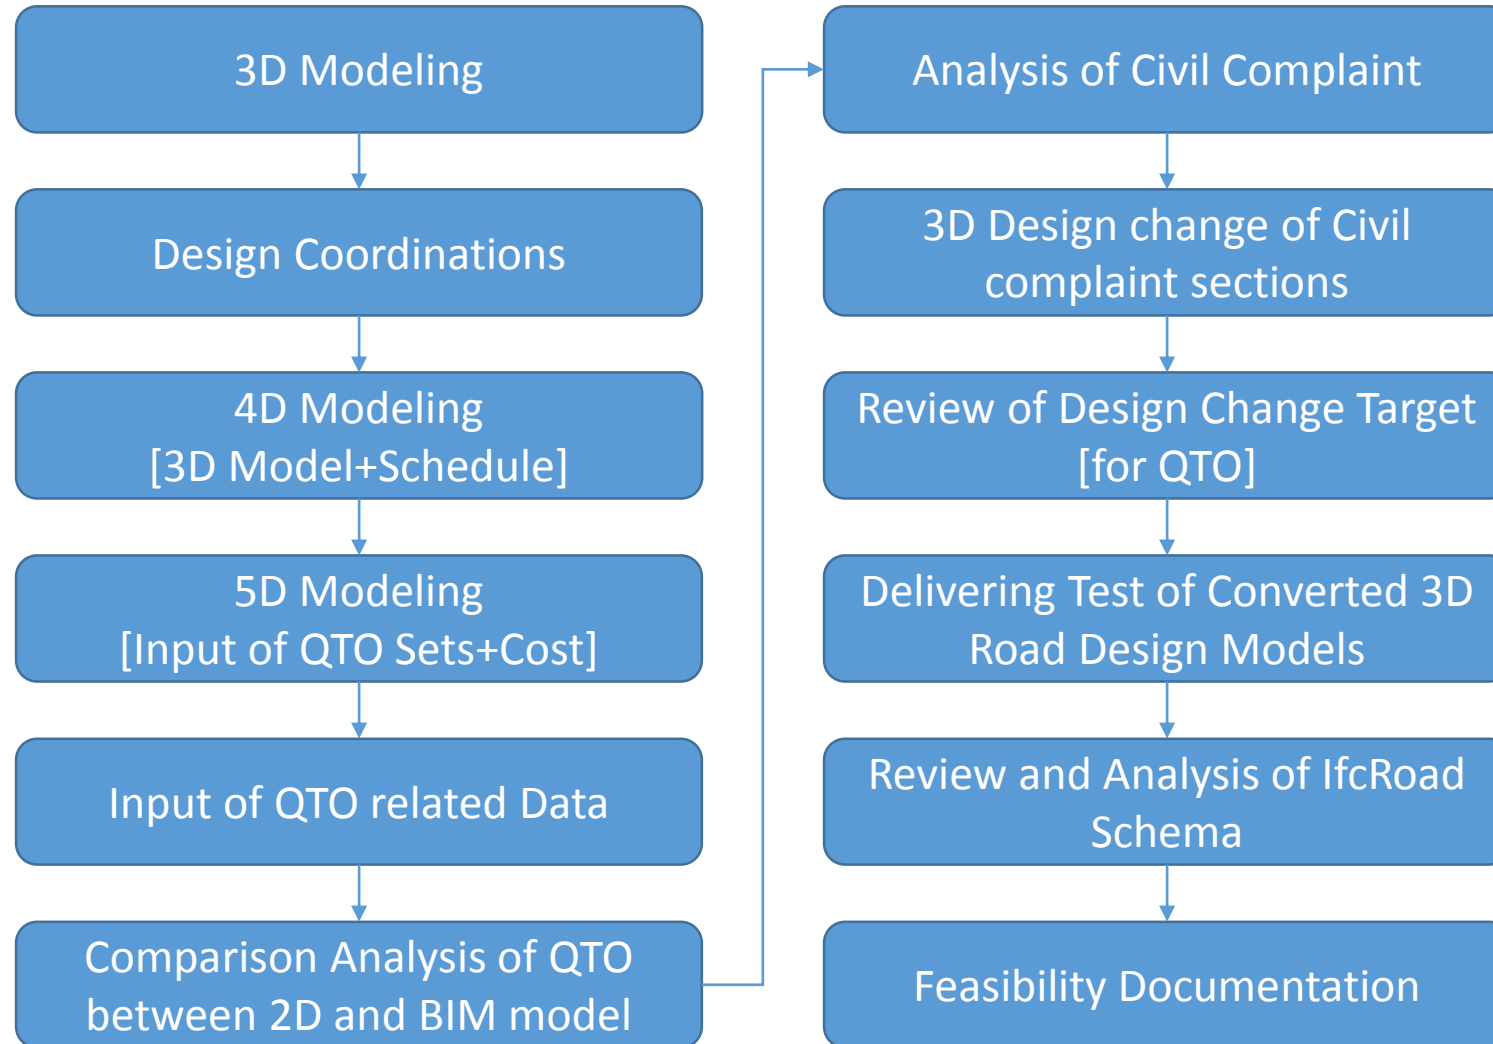 3D Modeling
Design Coordinations
4D Modeling
[3D Model+Schedule]
5D Modeling
[Input of QTO Sets+Cost]
Input of QTO related Data
Comparison Analysis of QTO
between 2D and BIM model
Analysis of Civil Complaint
3D Design change of Civil
complaint sections
Review of Design Change Target
[for QTO]
Delivering Test of Converted 3D
Road Design Models
Review and Analysis of IfcRoad
Schema
Feasibility Documentation